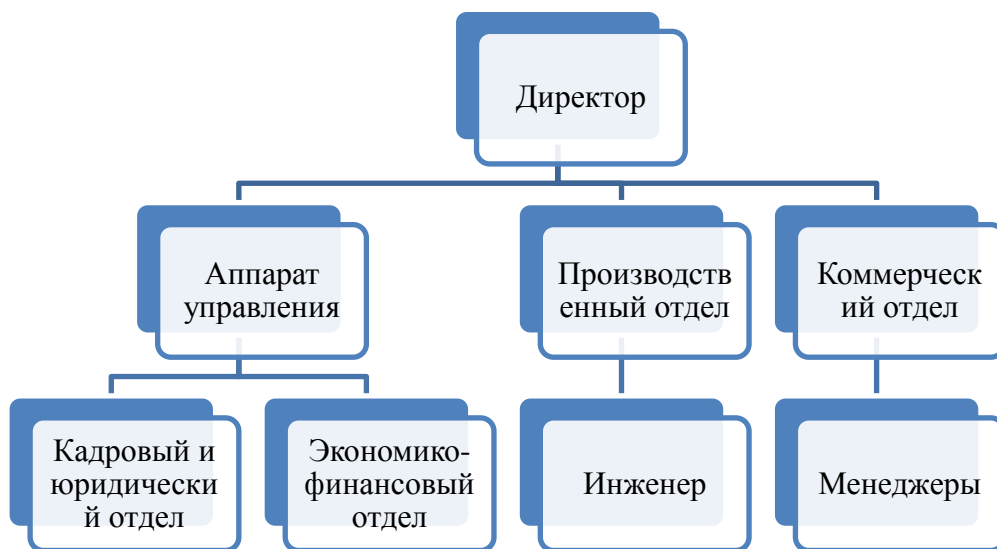 Директор
Аппарат
управления
Производств
енный отдел
Коммерческ
ий отдел
Кадровый и
юридически
й отдел
Экономико-
финансовый
отдел
Инженер
Менеджеры